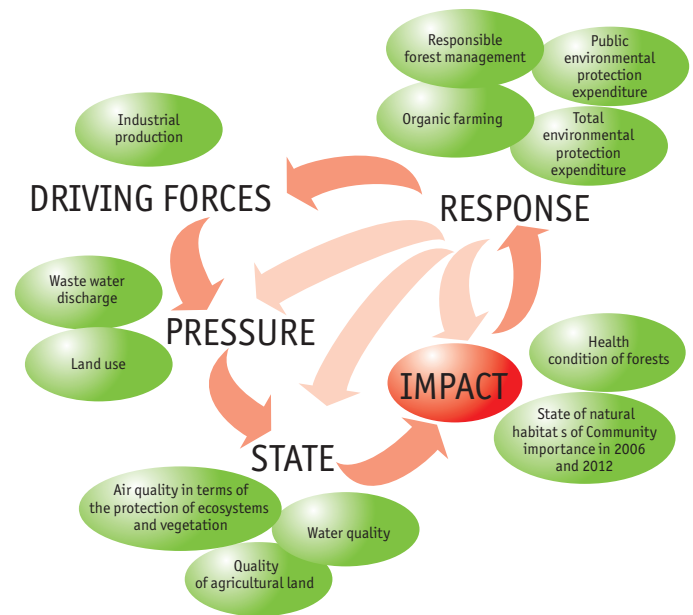 Responsible
forest management
Public
environmental
protection
expenditure
Organic farming
Total
environmental
protection
expenditure
Industrial
production
DRIVING FORCES
RESPONSE
Waste water
discharge
PRESSURE
Land use
Health
condition of forests
IMPACT
State of natural
habitat s of Community
importance in 2006
and 2012
STATE
Air quality in terms of
the protection of ecosystems
and vegetation
Water quality
Quality
of agricultural land